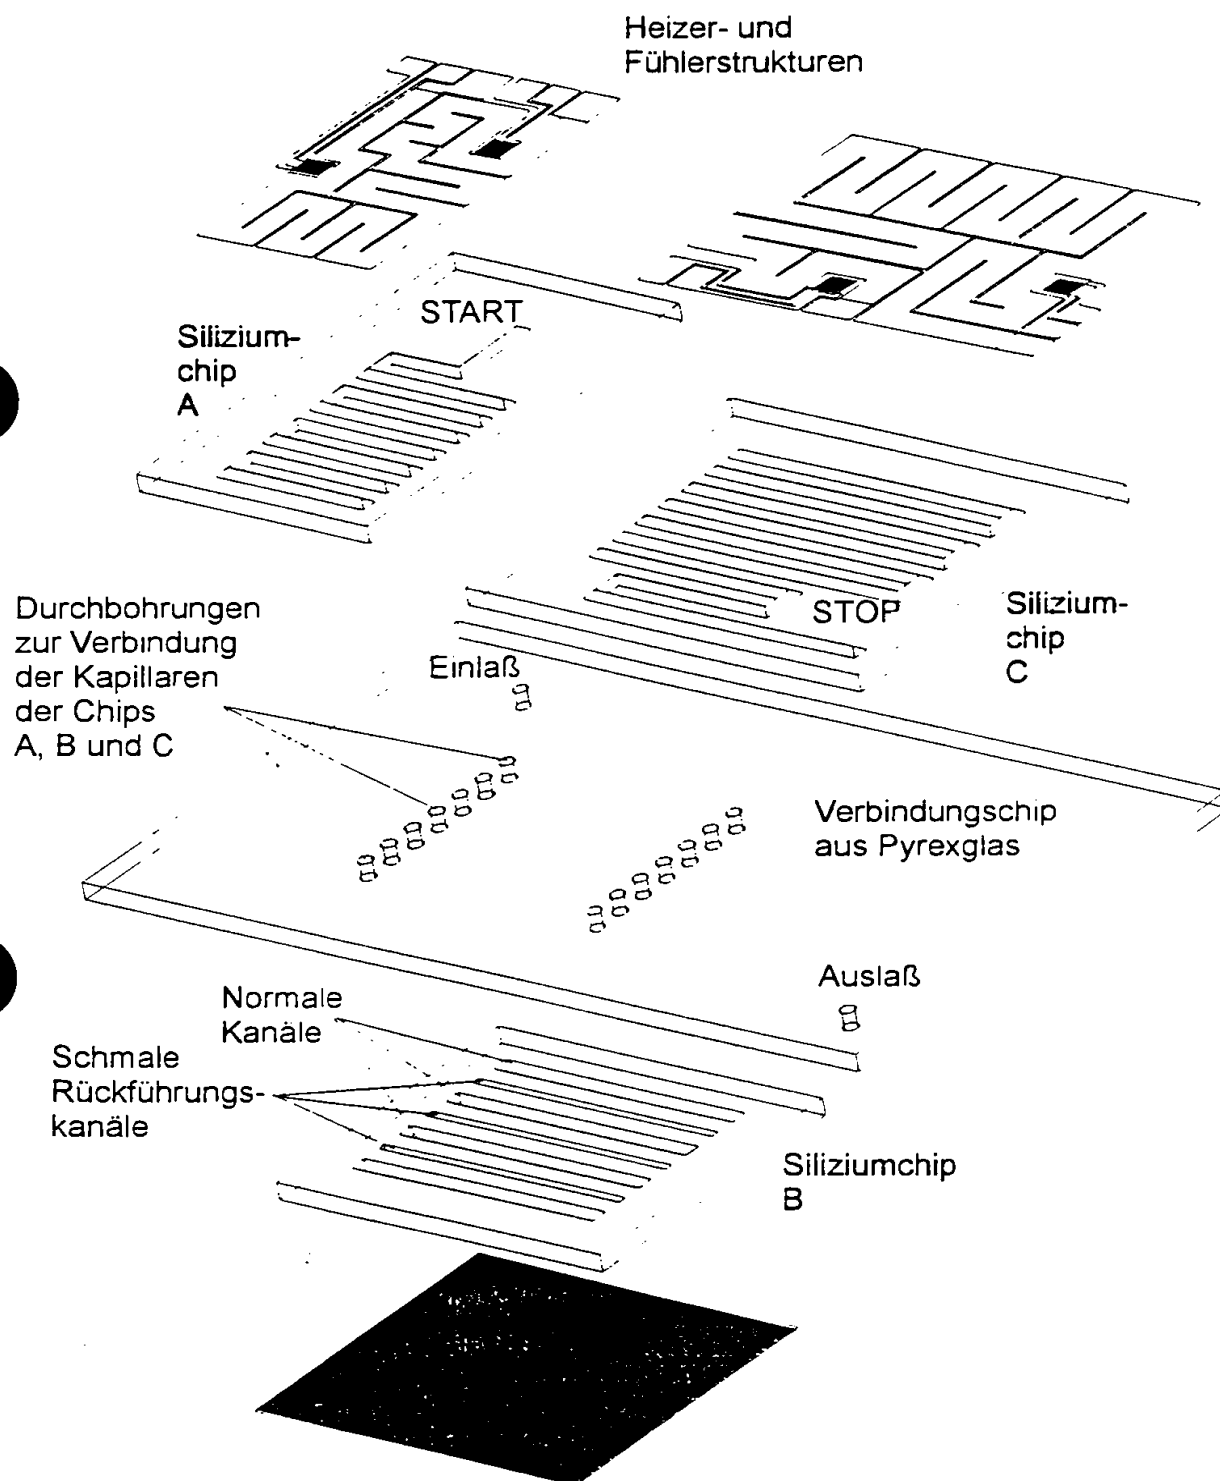 Heizer- und
Fühlerstrukturen
START
Silizium-
chip
A
Durchbohrungen
zur Verbindung
der Kapillaren
der Chips
A, B und C
Einlaß
STOP
Silizium-
chip
C
Verbindungschip
aus Pyrexglas
Auslaß
Normale
Kanäle
Schmale
Rückführungs-
kanäle
Siliziumchip
B